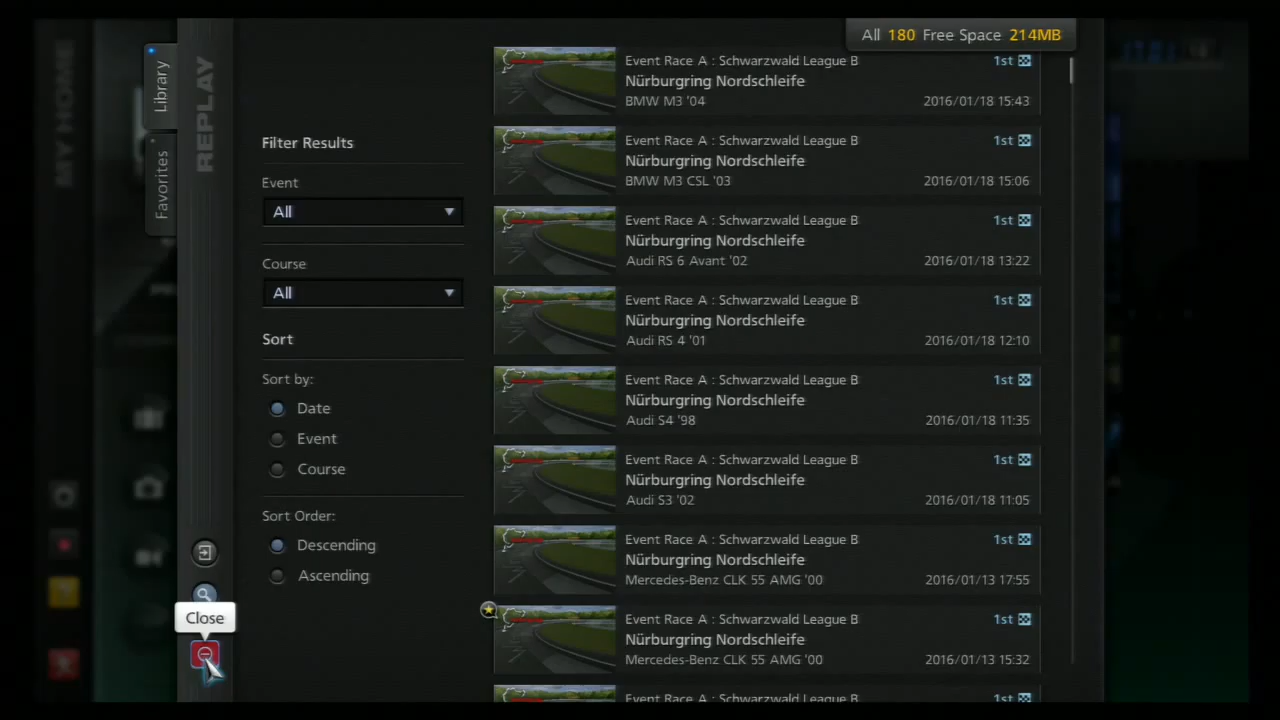 All 180 Free Space 214MB
MY HOME
Library
Favorites
REPLAY
Filter Results
Event
All
Course
All
Sort
Sort by:
Date
Event
Course
Sort Order:
Descending
Ascending
Close
Event Race A : Schwarzwald League B 1st
Nürburgring Nordschleife
BMW M3 '04 2016/01/18 15:43
Event Race A : Schwarzwald League B 1st
Nürburgring Nordschleife
BMW M3 CSL '03 2016/01/18 15:06
Event Race A : Schwarzwald League B 1st
Nürburgring Nordschleife
Audi RS 6 Avant '02 2016/01/18 13:22
Event Race A : Schwarzwald League B 1st
Nürburgring Nordschleife
Audi RS 4 '01 2016/01/18 12:10
Event Race A : Schwarzwald League B 1st
Nürburgring Nordschleife
Audi S4 '98 2016/01/18 11:35
Event Race A : Schwarzwald League B 1st
Nürburgring Nordschleife
Audi S3 '02 2016/01/18 11:05
Event Race A : Schwarzwald League B 1st
Nürburgring Nordschleife
Mercedes-Benz CLK 55 AMG '00 2016/01/13 17:55
Event Race A : Schwarzwald League B 1st
Nürburgring Nordschleife
Mercedes-Benz CLK 55 AMG '00 2016/01/13 15:32
Event Race A : Schwarzwald League B 1st